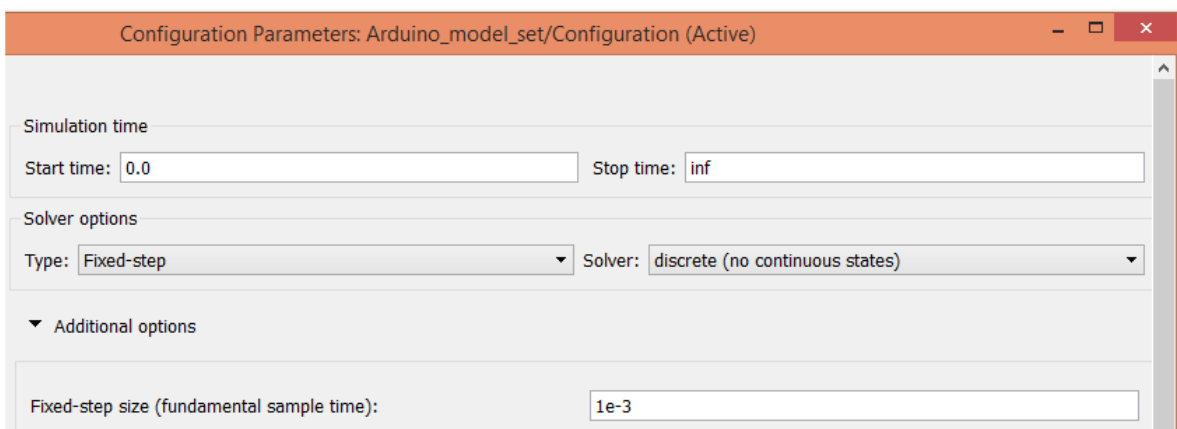 Configuration Parameters: Arduino_model_set/Configuration (Active)
Simulation time
Start time: 0.0 Stop time: inf
Solver options
Type: Fixed-step Solver: discrete (no continuous states)
Additional options
Fixed-step size (fundamental sample time): 1e-3